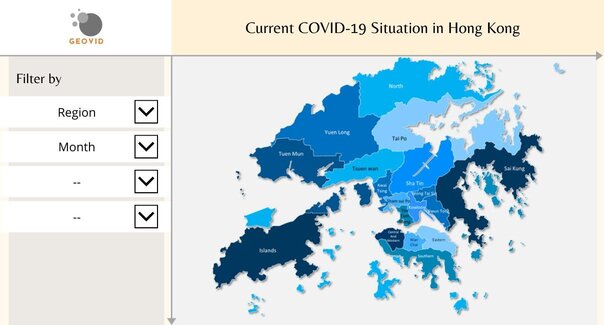 GEOVID
Current COVID-19 Situation in Hong Kong
Filter by
Region
Month
--
--
North
Yuen Long
Tai Po
Tuen Mun
Tsuen wan
Sai Kung
Sha Tin
Kwai
Tsing
Wong Tai Sin
Sham sui Po
Kowloon
Kwun Tong
Central
And
Western
Wan
Chai
Eastern
Southern
Islands